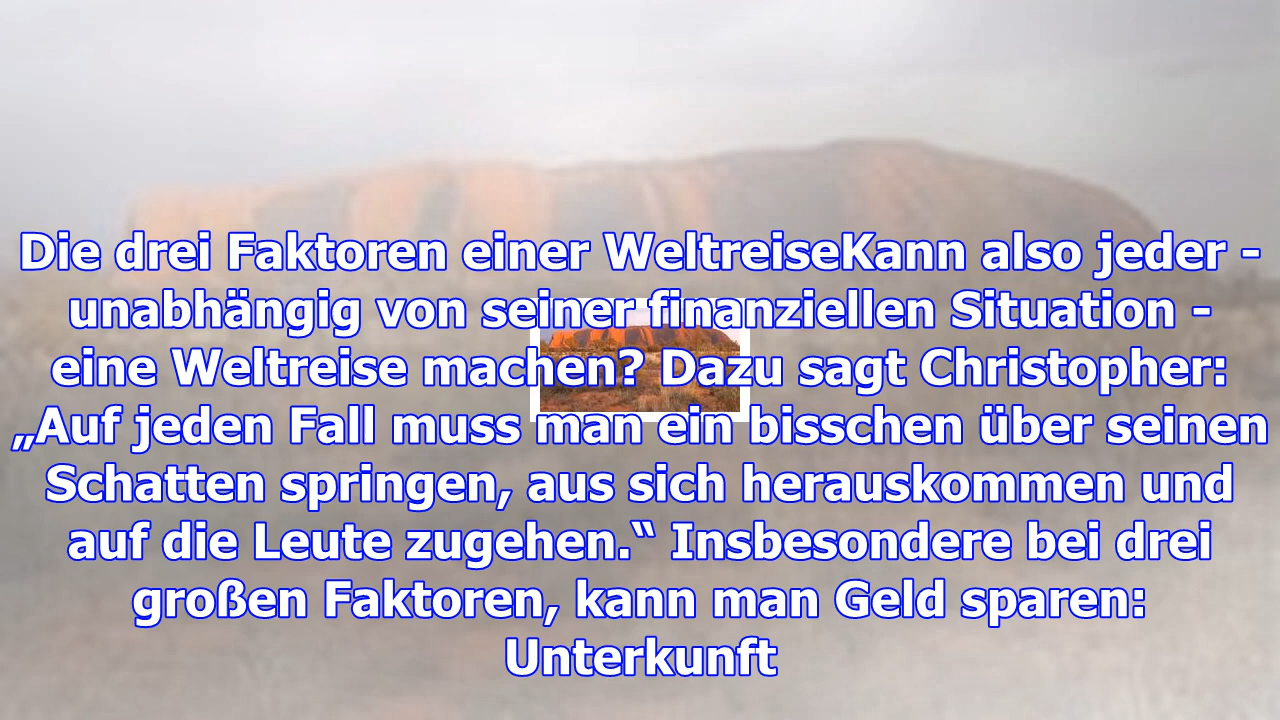 Die drei Faktoren einer WeltreiseKann also jeder -
unabhängig von seiner finanziellen Situation -
eine Weltreise machen? Dazu sagt Christopher:
„Auf jeden Fall muss man ein bisschen über seinen
Schatten springen, aus sich herauskommen und
auf die Leute zugehen.“ Insbesondere bei drei
großen Faktoren, kann man Geld sparen:
Unterkunft